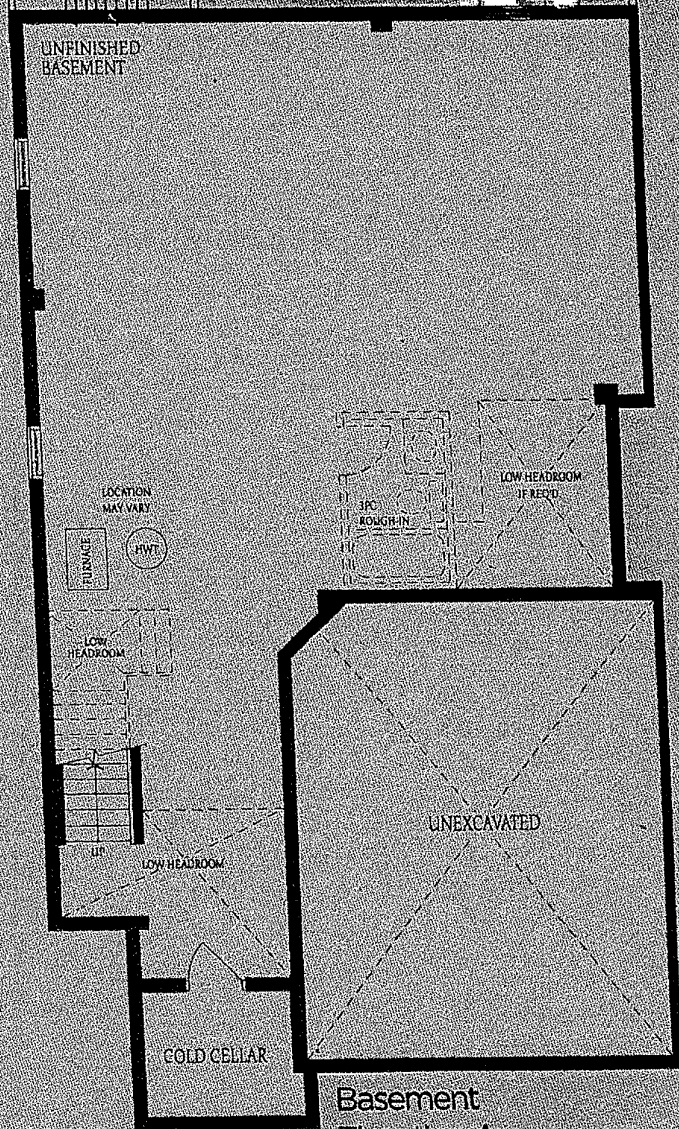 UNFINISHED
BASEMENT
LOW HEADROOM
IF REQ'D
3PC
ROUGH-IN
LOCATION
MAY VARY
FURNACE
HWT
LOW
HEADROOM
UP
LOW HEADROOM
UNEXCAVATED
COLD CELLAR
Basement